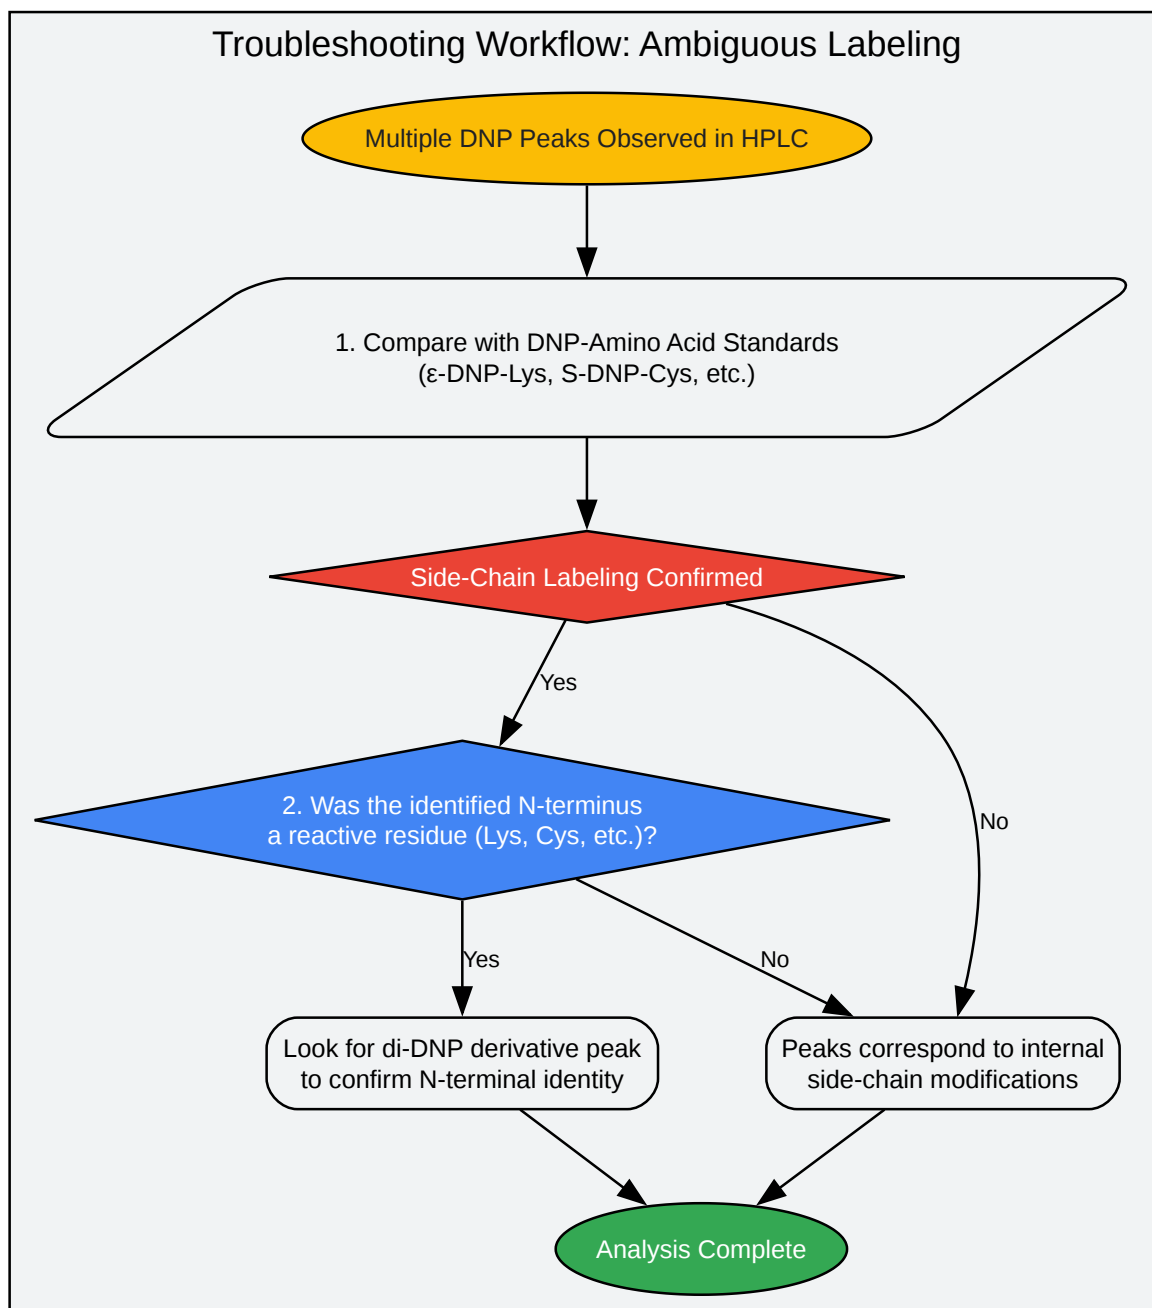 Troubleshooting Workflow: Ambiguous Labeling
Multiple DNP Peaks Observed in HPLC
1. Compare with DNP-Amino Acid Standards
(ε-DNP-Lys, S-DNP-Cys, etc.)
Side-Chain Labeling Confirmed
Yes
2. Was the identified N-terminus
a reactive residue (Lys, Cys, etc.)?
No
Yes
No
Look for di-DNP derivative peak
to confirm N-terminal identity
Peaks correspond to internal
side-chain modifications
Analysis Complete